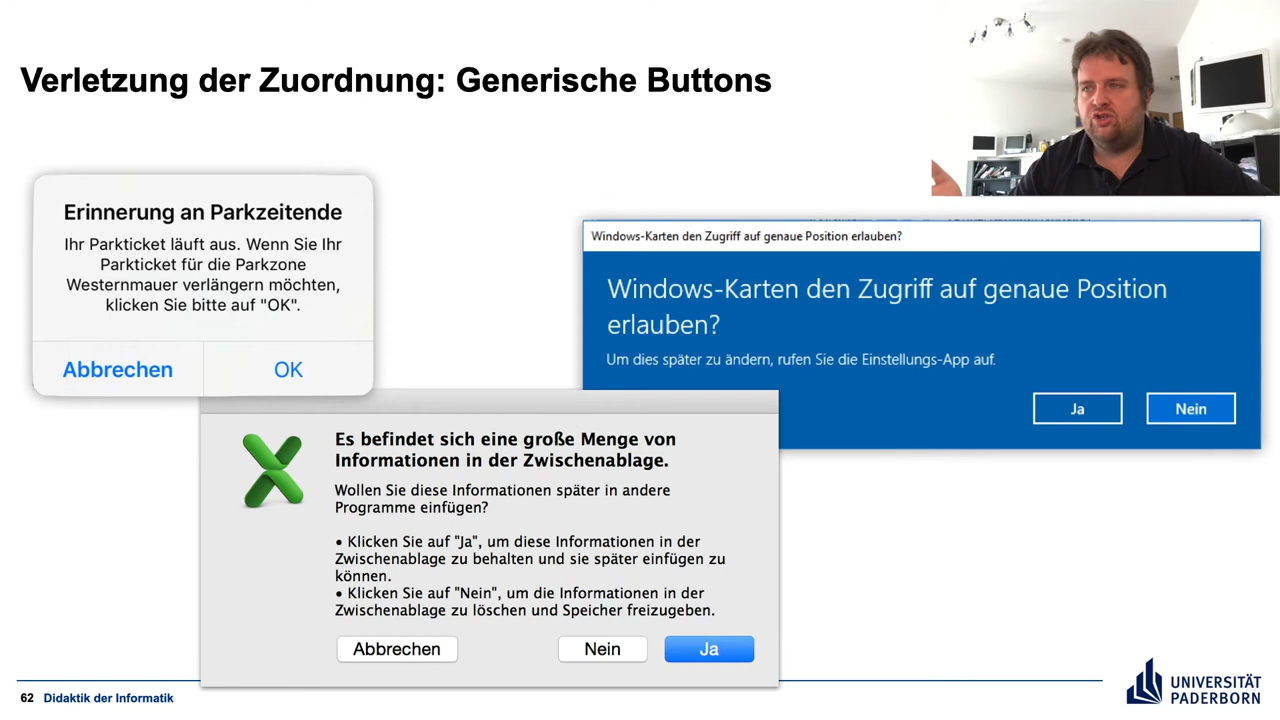 Verletzung der Zuordnung: Generische Buttons
Erinnerung an Parkzeitende
Ihr Parkticket läuft aus. Wenn Sie Ihr
Parkticket für die Parkzone
Westernmauer verlängern möchten,
klicken Sie bitte auf "OK".
Abbrechen
OK
Windows-Karten den Zugriff auf genaue Position erlauben?
Windows-Karten den Zugriff auf genaue Position
erlauben?
Um dies später zu ändern, rufen Sie die Einstellungs-App auf.
Ja
Nein
Es befindet sich eine große Menge von
Informationen in der Zwischenablage.
Wollen Sie diese Informationen später in andere
Programme einfügen?
• Klicken Sie auf "Ja", um diese Informationen in der
Zwischenablage zu behalten und sie später einfügen zu
können.
• Klicken Sie auf "Nein", um die Informationen in der
Zwischenablage zu löschen und Speicher freizugeben.
Abbrechen
Nein
Ja
62 Didaktik der Informatik
UNIVERSITÄT
PADERBORN